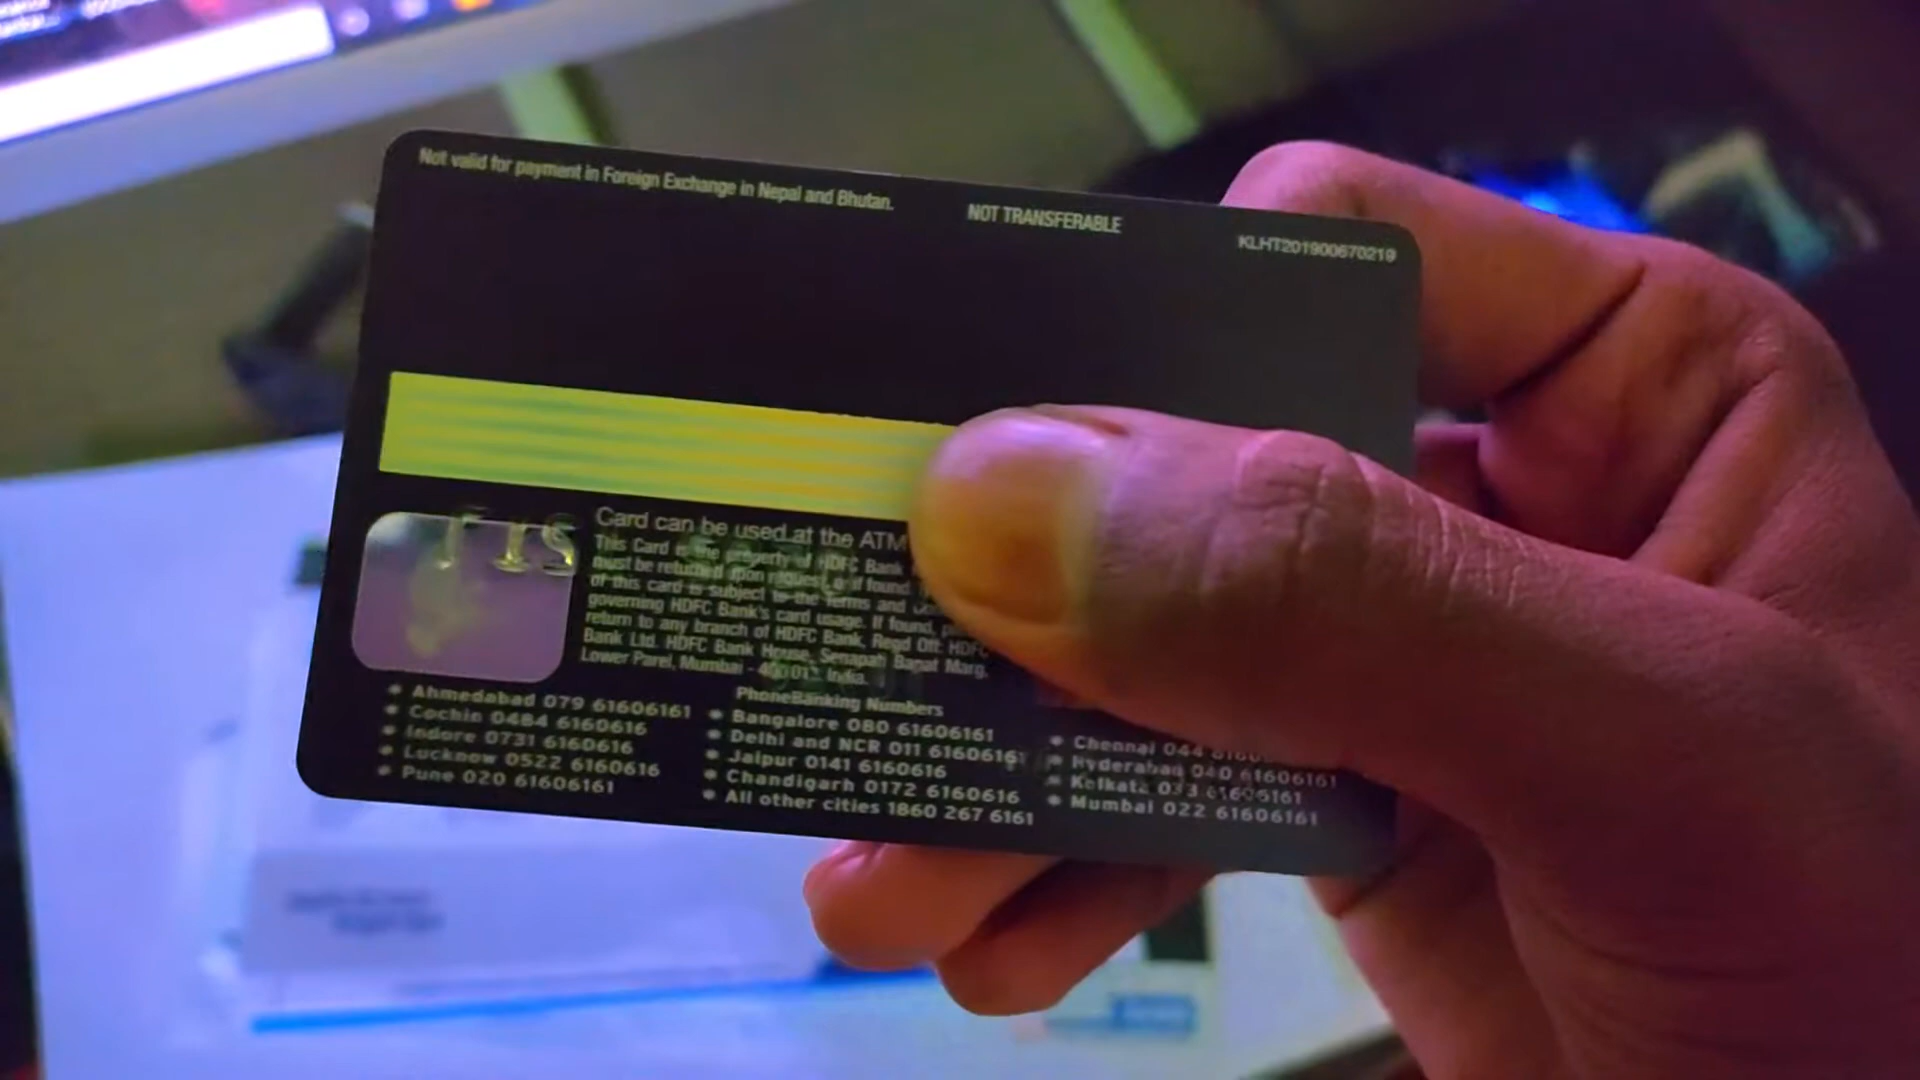 Not valid for payment in Foreign Exchange in Nepal and Bhutan.
NOT TRANSFERABLE
KLHT201900670219
Card can be used at the ATM
This Card is the property of HDFC Bank
must be returned upon request or if found
of this card is subject to the Terms and
governing HDFC Bank's card usage. If found,
return to any branch of HDFC Bank, Regd Off: HDFC
Bank Ltd. HDFC Bank House, Senapati Bapat Marg,
Lower Parel, Mumbai - India.
PhoneBanking Numbers
Ahmedabad 079 61606161
Cochin 0484 6160616
Indore 0731 6160616
Lucknow 0522 6160616
Pune 020 61606161
Bangalore 080 61606161
Delhi and NCR 011 61606161
Jaipur 0141 6160616
Chandigarh 0172 6160616
All other cities 1860 267 6161
Chennai 044
Hyderabad 040 61606161
Kolkata 033 61606161
Mumbai 022 61606161